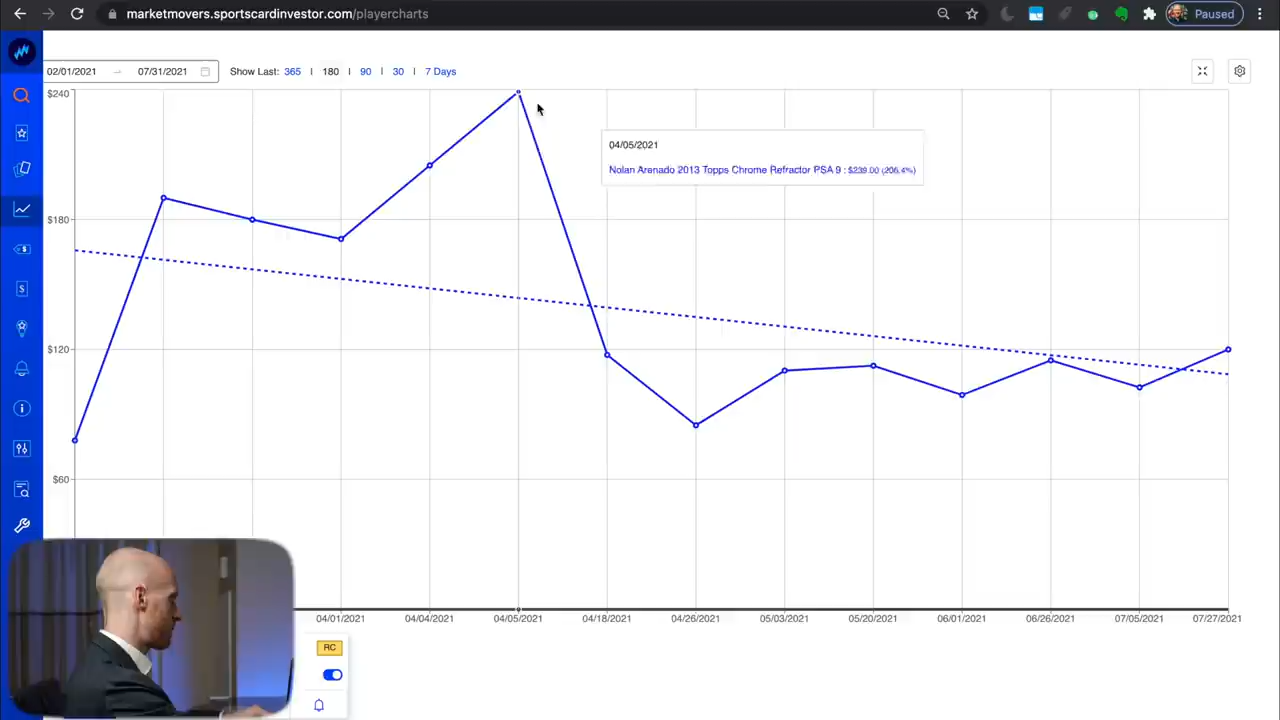 marketmovers.sportscardinvestor.com/playercharts
Paused
02/01/2021 → 07/31/2021 Show Last: 365 | 180 | 90 | 30 | 7 Days
$240
04/05/2021
Nolan Arenado 2013 Topps Chrome Refractor PSA 9 : $239.00 (206.4%)
$180
$120
$60
04/01/2021 04/04/2021 04/05/2021 04/18/2021 04/26/2021 05/03/2021 05/20/2021 06/01/2021 06/26/2021 07/05/2021 07/27/2021
RC